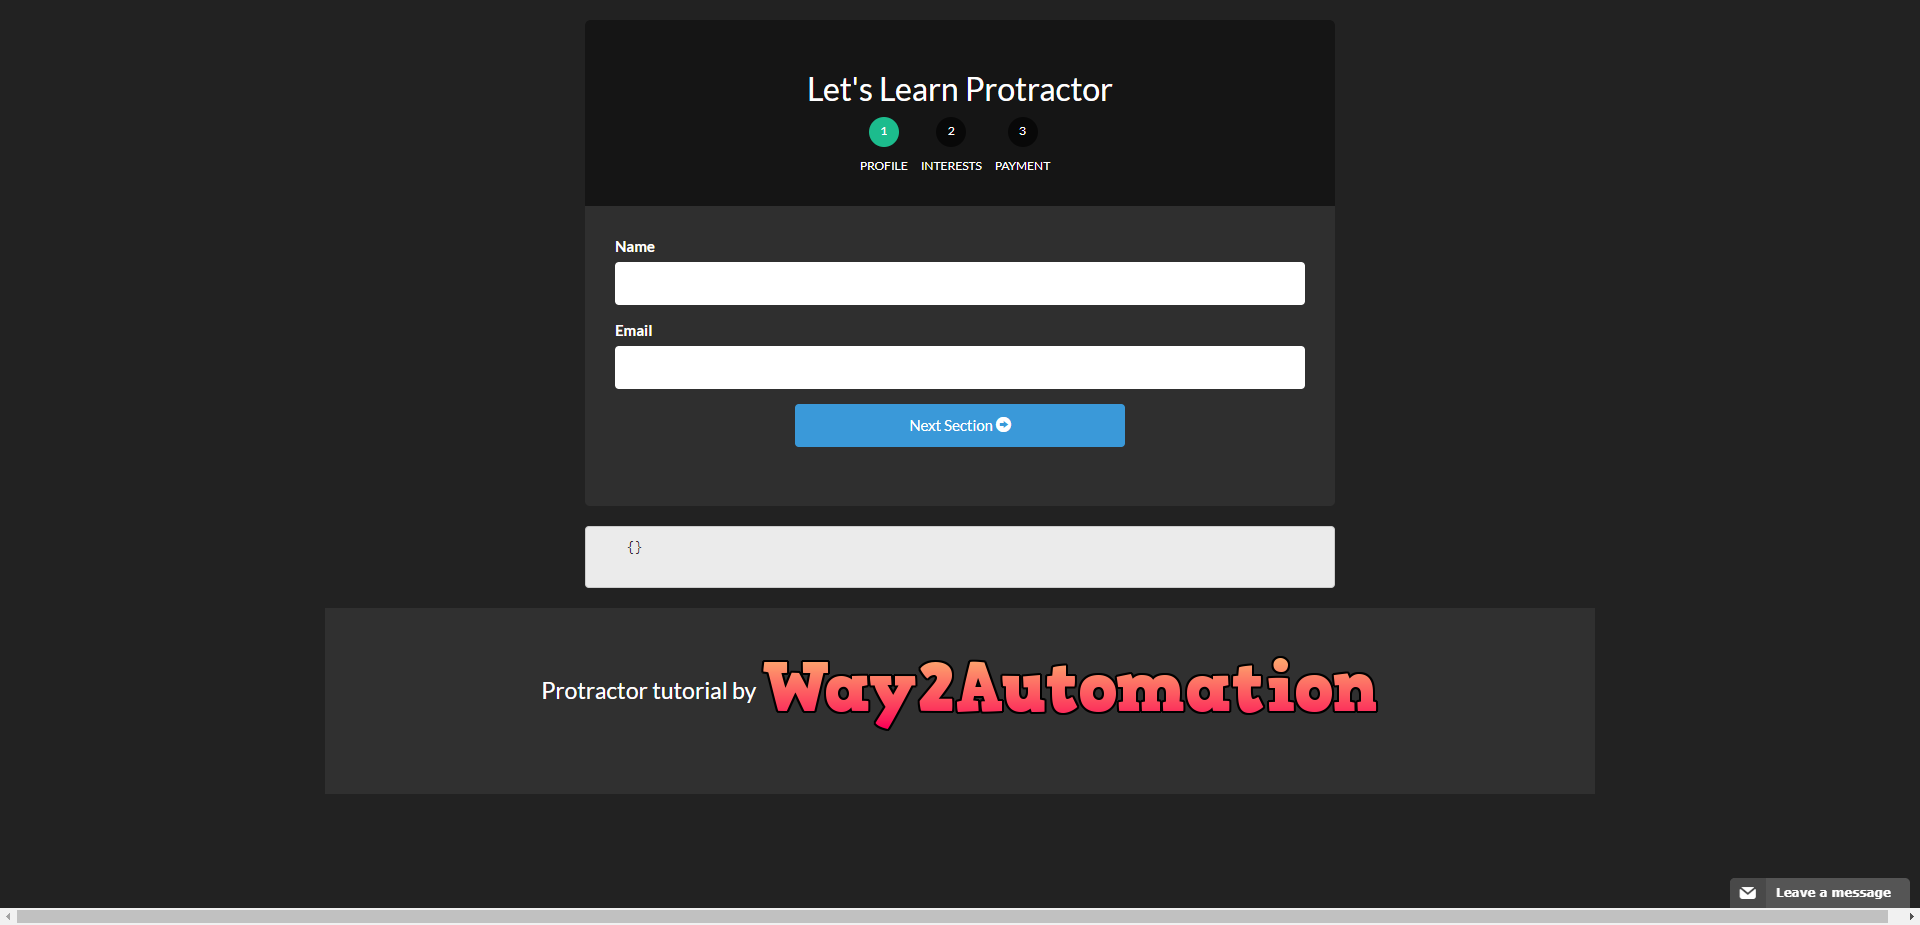 Let's Learn Protractor
1 2 3
PROFILE INTERESTS PAYMENT
Name
Email
Next Section
{}
Protractor tutorial by Way2Automation
Leave a message